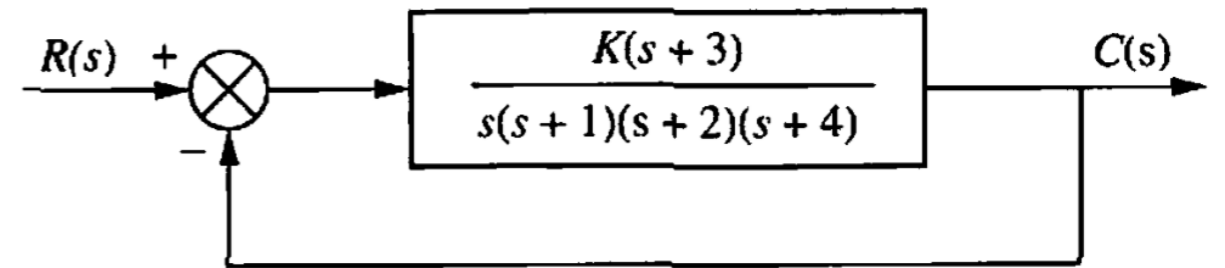 R(s) + K(s + 3) C(s)
s(s + 1)(s + 2)(s + 4)
−